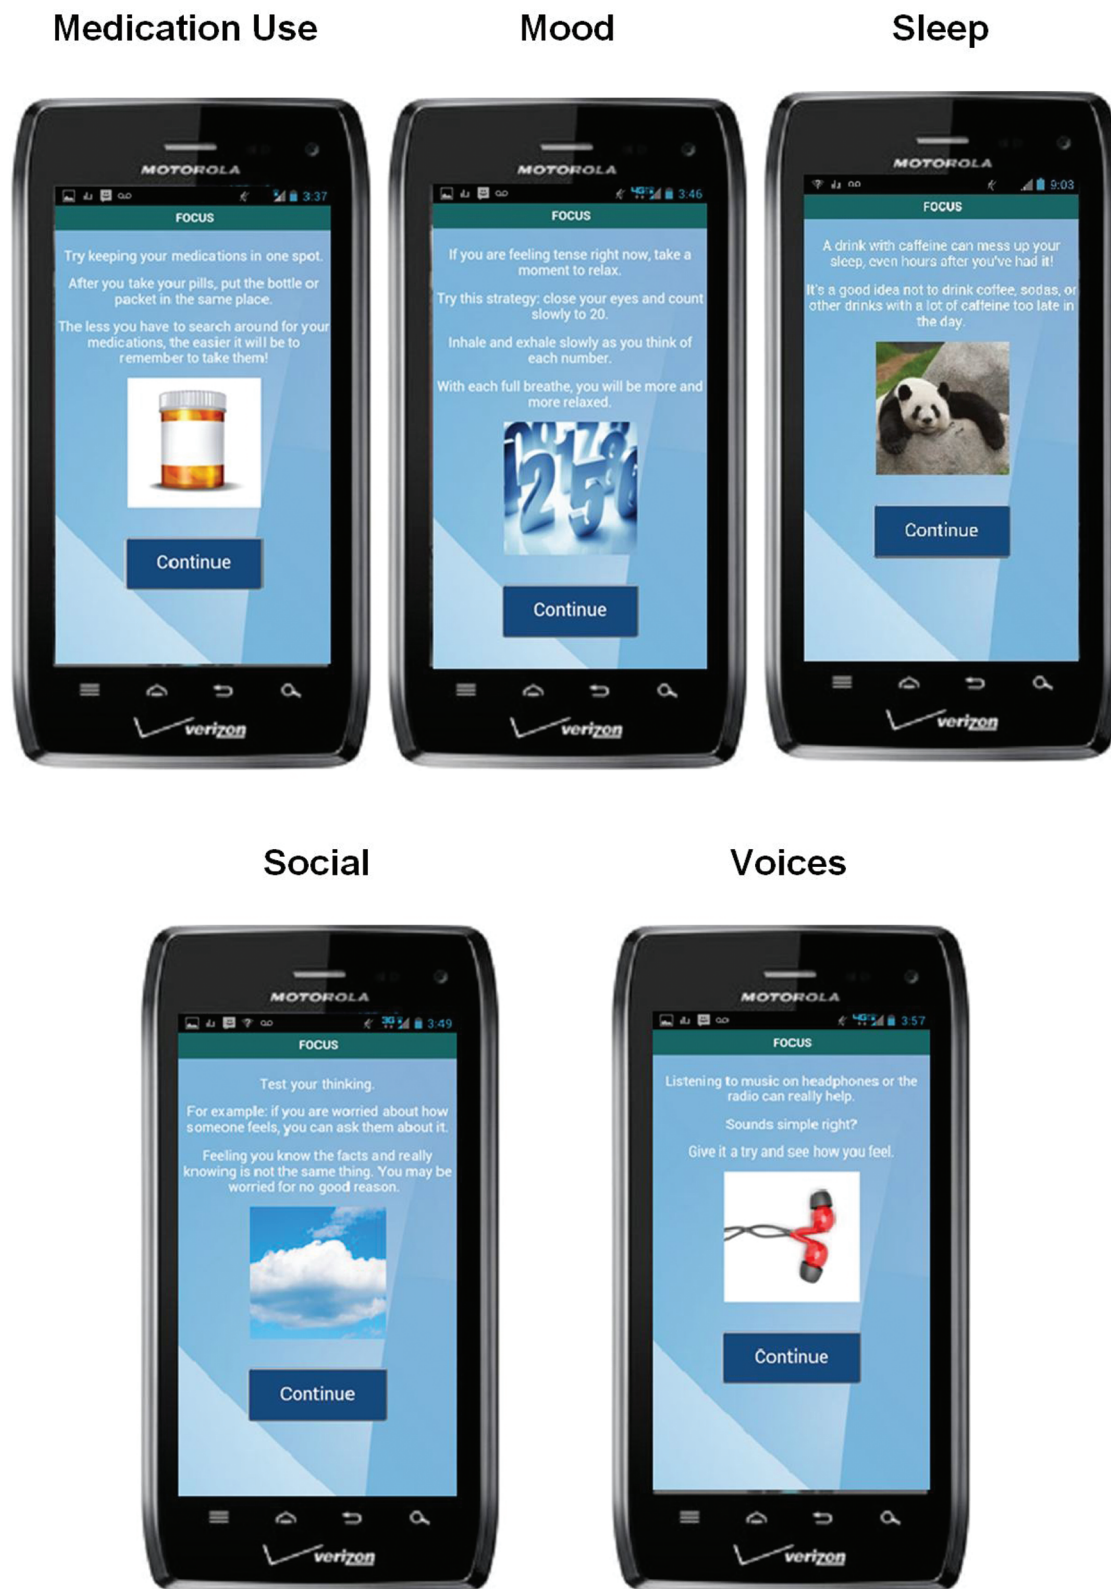 Medication Use
Mood
Sleep
MOTOROLA
3:37
FOCUS
Try keeping your medications in one spot.
After you take your pills, put the bottle or
packet in the same place.
The less you have to search around for your
medications, the easier it will be to
remember to take them!
Continue
verizon
MOTOROLA
4G
3:46
FOCUS
If you are feeling tense right now, take a
moment to relax.
Try this strategy: close your eyes and count
slowly to 20.
Inhale and exhale slowly as you think of
each number.
With each full breathe, you will be more and
more relaxed.
2 5
Continue
verizon
MOTOROLA
9:03
FOCUS
A drink with caffeine can mess up your
sleep, even hours after you've had it!
It's a good idea not to drink coffee, sodas, or
other drinks with a lot of caffeine too late in
the day.
Continue
verizon
Social
Voices
MOTOROLA
3G
3:49
FOCUS
Test your thinking.
For example: if you are worried about how
someone feels, you can ask them about it.
Feeling you know the facts and really
knowing is not the same thing. You may be
worried for no good reason.
Continue
verizon
MOTOROLA
4G
3:57
FOCUS
Listening to music on headphones or the
radio can really help.
Sounds simple right?
Give it a try and see how you feel.
Continue
verizon